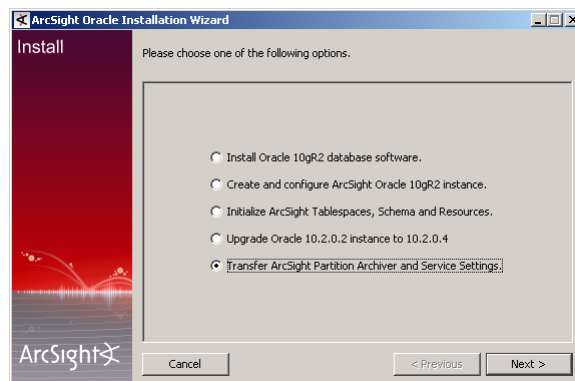 ArcSight Oracle Installation Wizard
Install
Please choose one of the following options.
Install Oracle 10gR2 database software.
Create and configure ArcSight Oracle 10gR2 instance.
Initialize ArcSight Tablespaces, Schema and Resources.
Upgrade Oracle 10.2.0.2 instance to 10.2.0.4
Transfer ArcSight Partition Archiver and Service Settings.
ArcSight
Cancel
< Previous
Next >